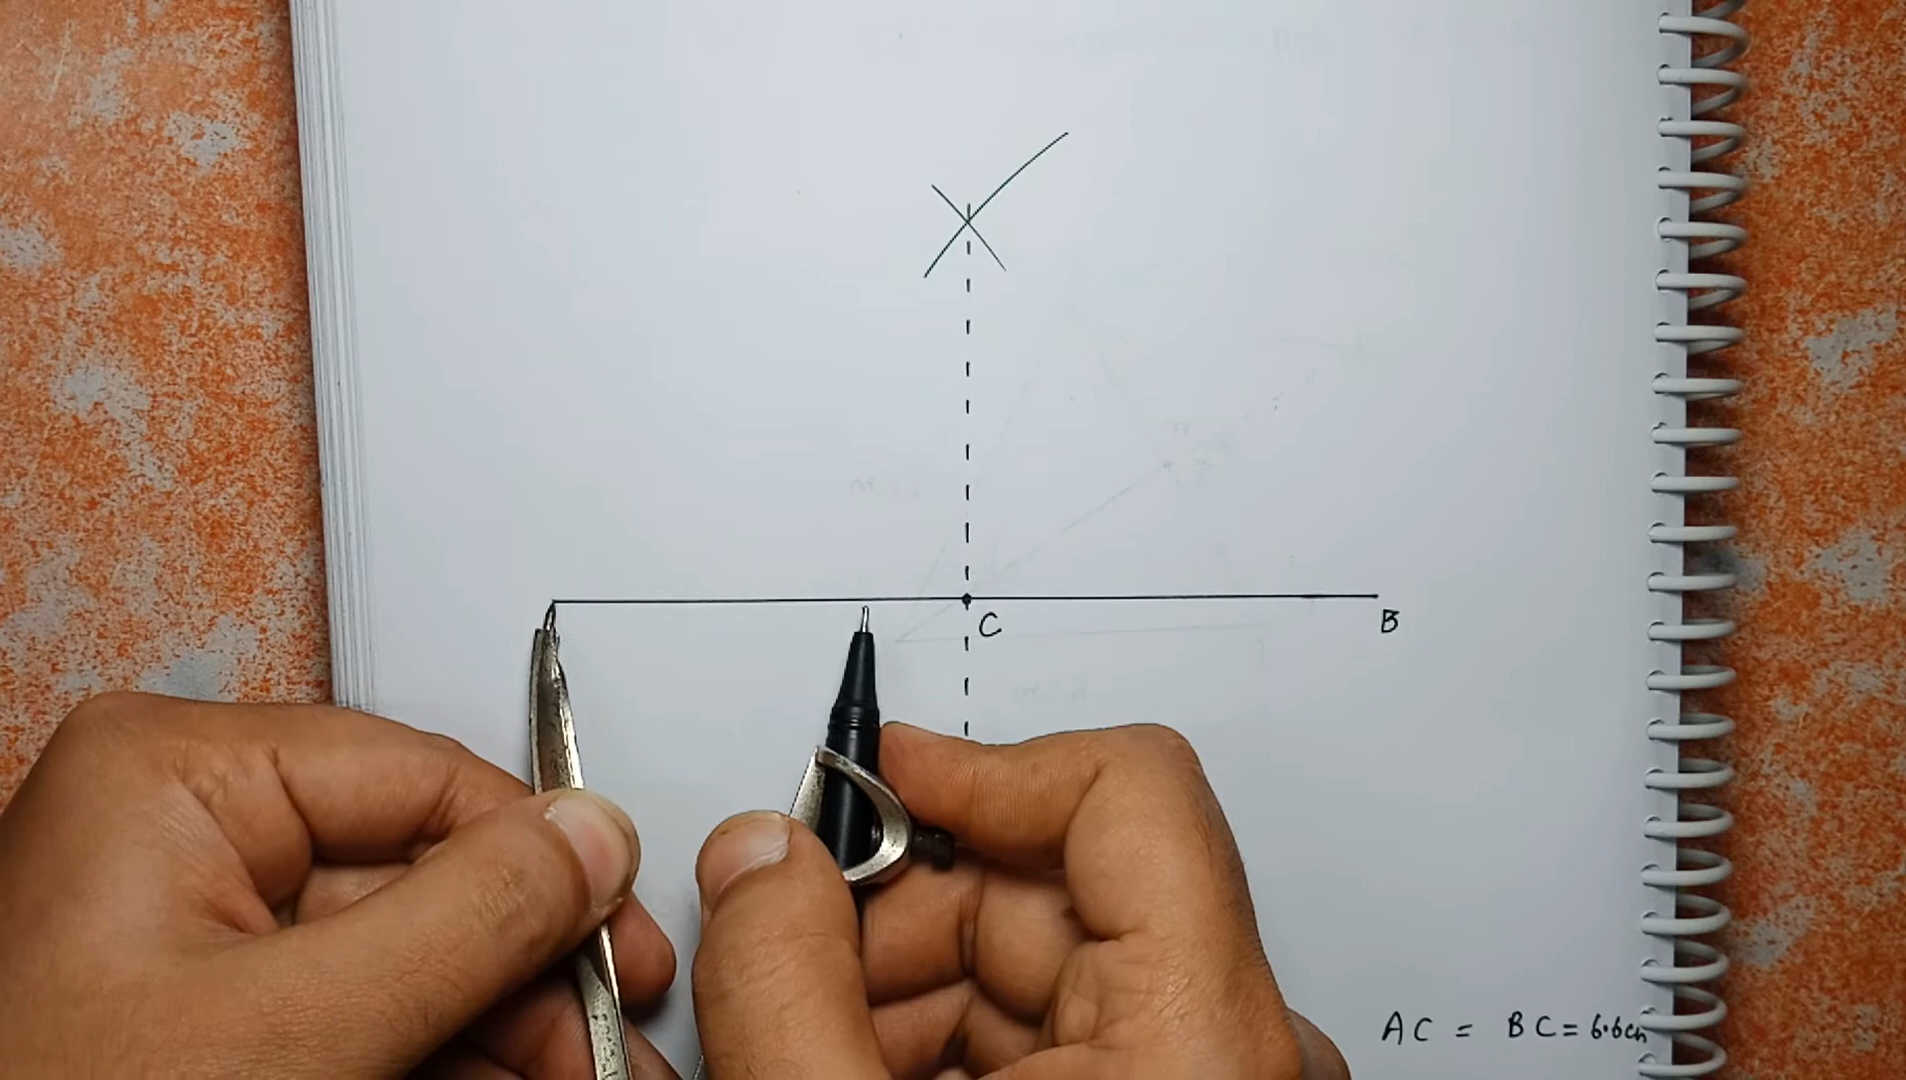 C
B
AC = BC = 6.6cm